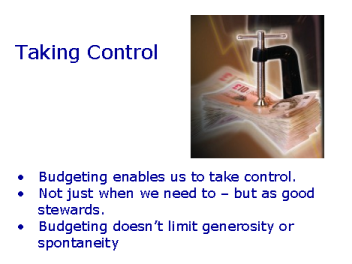 Taking Control
£10
• Budgeting enables us to take control.
• Not just when we need to – but as good
stewards.
• Budgeting doesn't limit generosity or
spontaneity